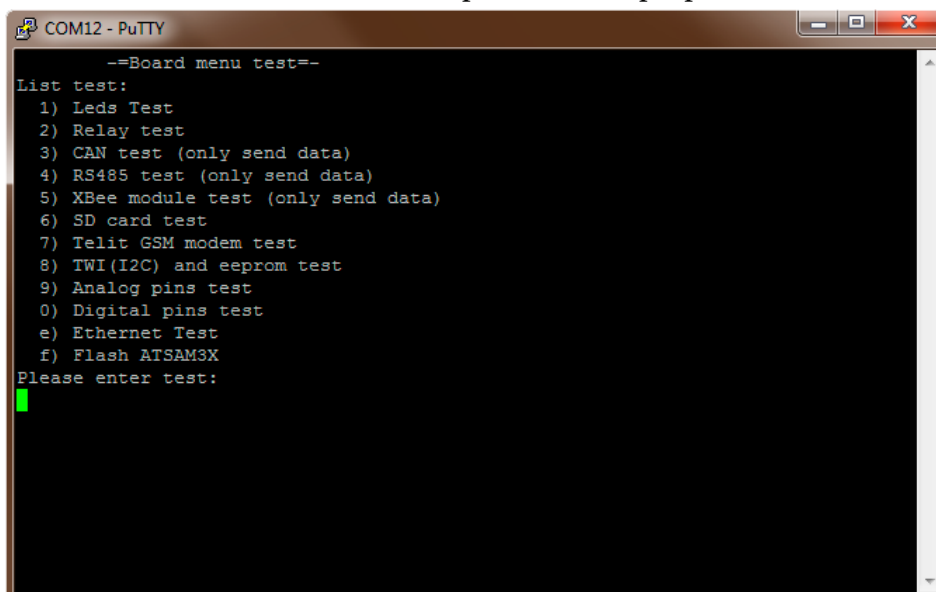 COM12 - PuTTY
-=Board menu test=-
List test:
1) Leds Test
2) Relay test
3) CAN test (only send data)
4) RS485 test (only send data)
5) XBee module test (only send data)
6) SD card test
7) Telit GSM modem test
8) TWI(I2C) and eeprom test
9) Analog pins test
0) Digital pins test
e) Ethernet Test
f) Flash ATSAM3X
Please enter test: